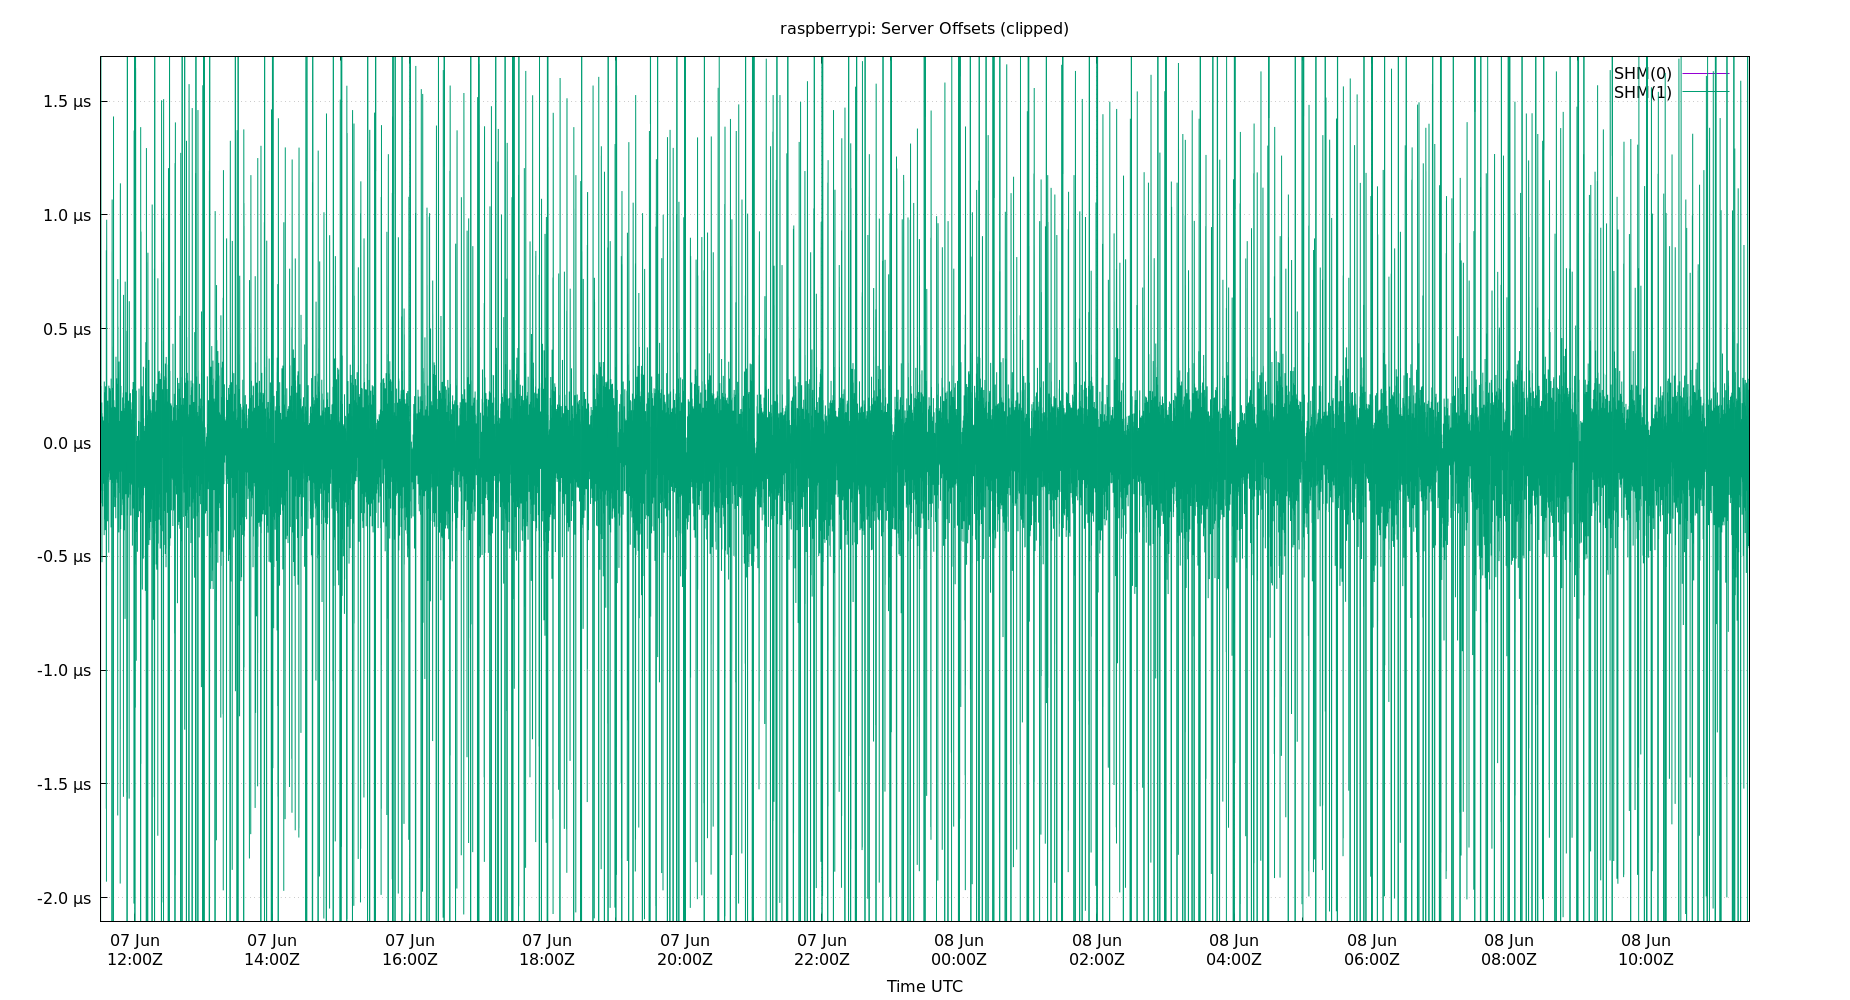 raspberrypi: Server Offsets (clipped)
SHM(0)
SHM(1)
1.5 µs
1.0 µs
0.5 µs
0.0 µs
-0.5 µs
-1.0 µs
-1.5 µs
-2.0 µs
07 Jun 07 Jun 07 Jun 07 Jun 07 Jun 07 Jun 08 Jun 08 Jun 08 Jun 08 Jun 08 Jun 08 Jun
12:00Z 14:00Z 16:00Z 18:00Z 20:00Z 22:00Z 00:00Z 02:00Z 04:00Z 06:00Z 08:00Z 10:00Z
Time UTC